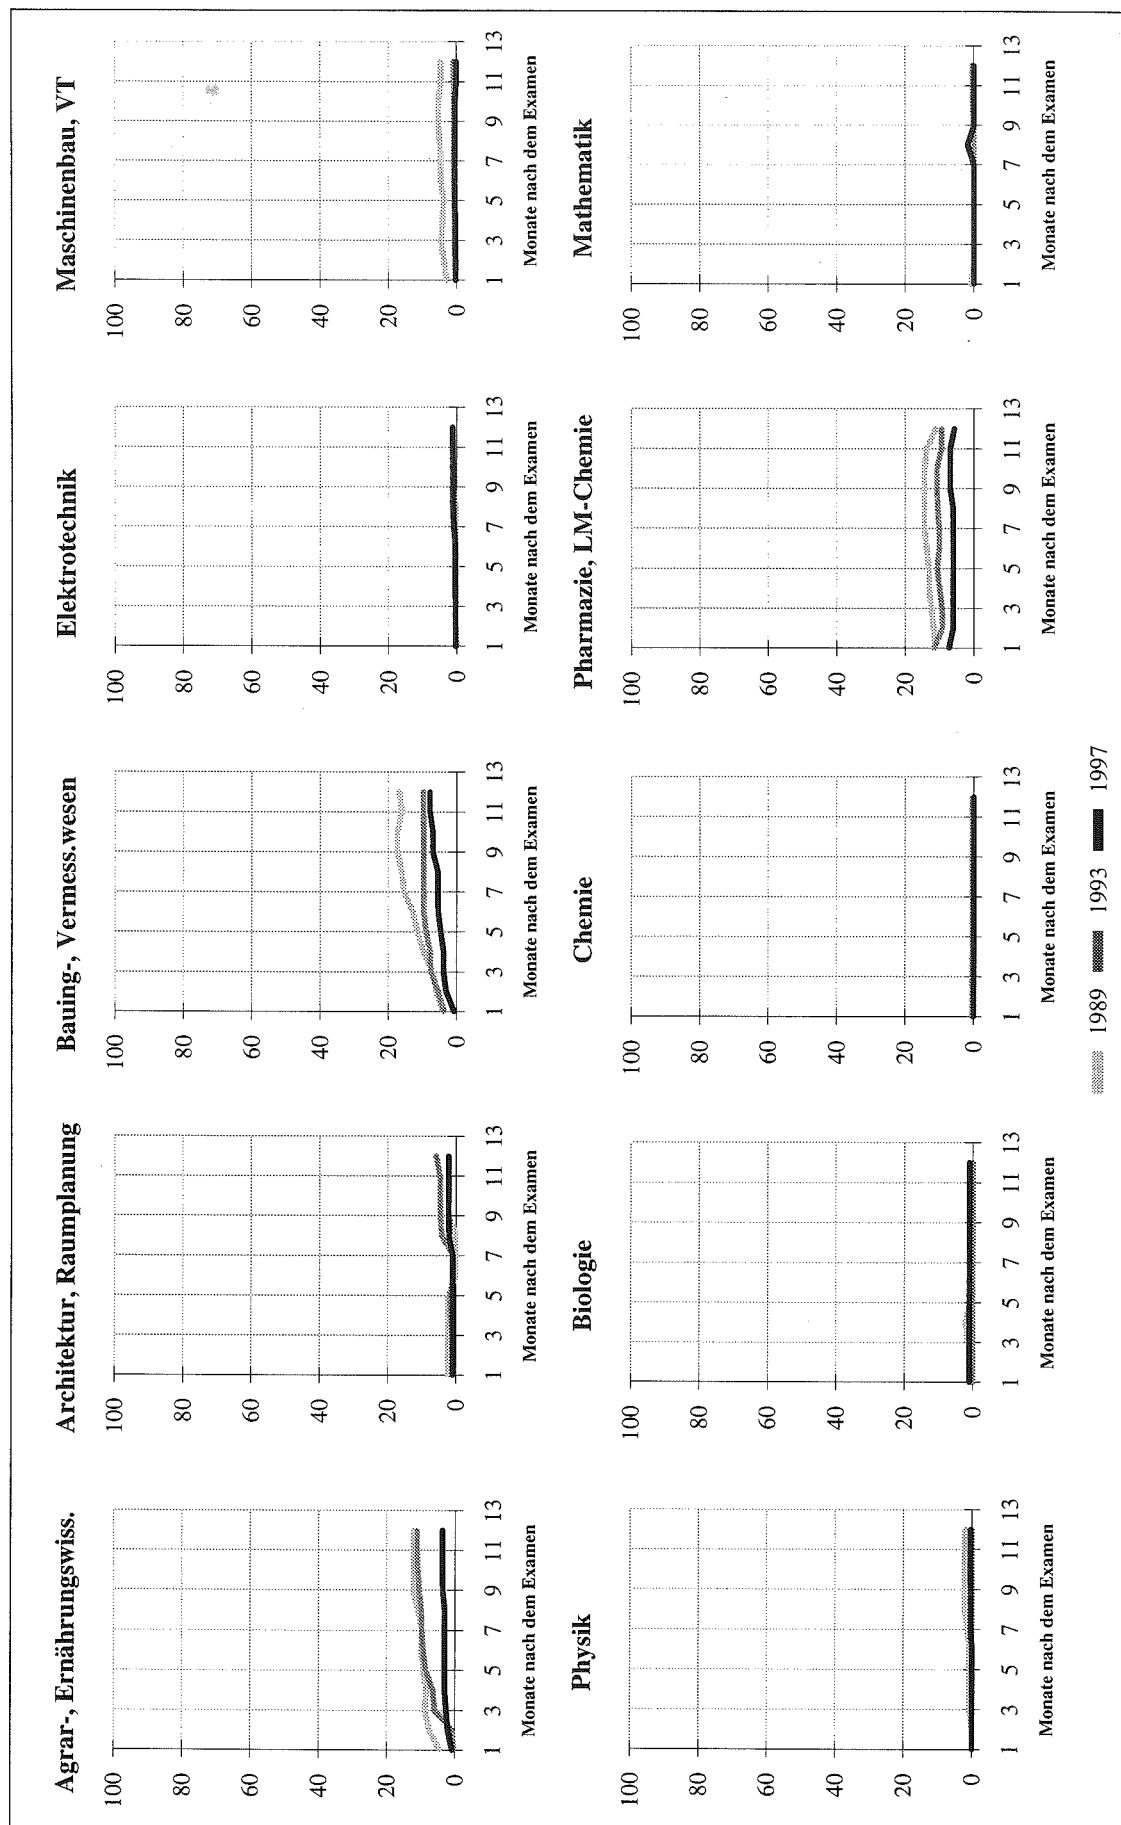 Agrar-, Ernährungswiss.
100
80
60
40
20
0
1 3 5 7 9 11 13
Monate nach dem Examen
Architektur, Raumplanung
100
80
60
40
20
0
1 3 5 7 9 11 13
Monate nach dem Examen
Bauing-, Vermess.wesen
100
80
60
40
20
0
1 3 5 7 9 11 13
Monate nach dem Examen
Elektrotechnik
100
80
60
40
20
0
1 3 5 7 9 11 13
Monate nach dem Examen
Maschinenbau, VT
100
80
60
40
20
0
1 3 5 7 9 11 13
Monate nach dem Examen
Physik
100
80
60
40
20
0
1 3 5 7 9 11 13
Monate nach dem Examen
Biologie
100
80
60
40
20
0
1 3 5 7 9 11 13
Monate nach dem Examen
Chemie
100
80
60
40
20
0
1 3 5 7 9 11 13
Monate nach dem Examen
Pharmazie, LM-Chemie
100
80
60
40
20
0
1 3 5 7 9 11 13
Monate nach dem Examen
Mathematik
100
80
60
40
20
0
1 3 5 7 9 11 13
Monate nach dem Examen
1989 1993 1997